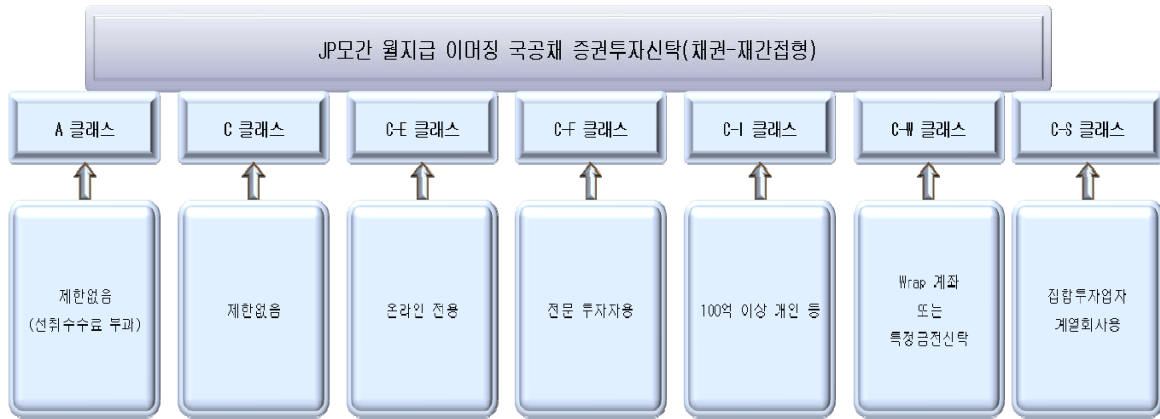 JP모간 월지급 이머징 국공채 증권투자신탁(채권-재간접형)
A 클래스
C 클래스
C-E 클래스
C-F 클래스
C-I 클래스
C-W 클래스
C-S 클래스
제한없음
(선취수수료 부과)
제한없음
온라인 전용
전문 투자자용
100억 이상 개인 등
Wrap 계좌
또는
특정금전신탁
집합투자업자
계열회사용